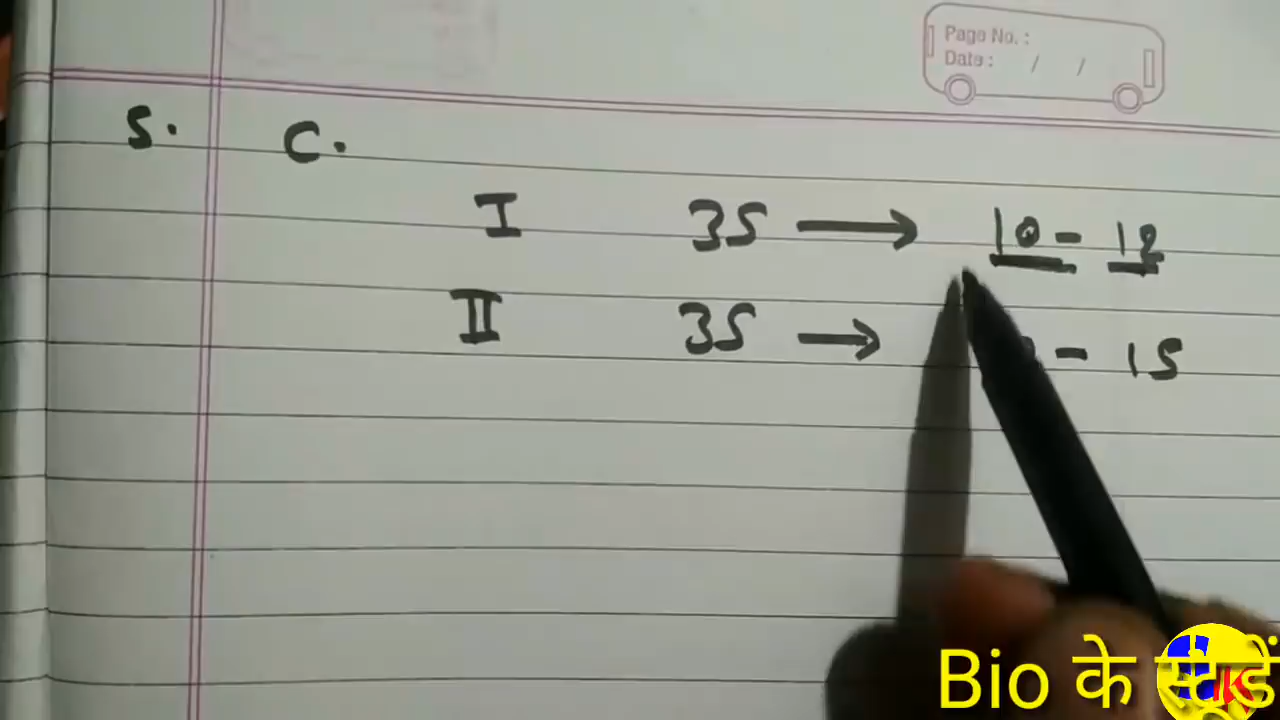 Page No. :
Date : / /
S. C.
I 35 → 10 - 12
II 35 → - 15
Bio के